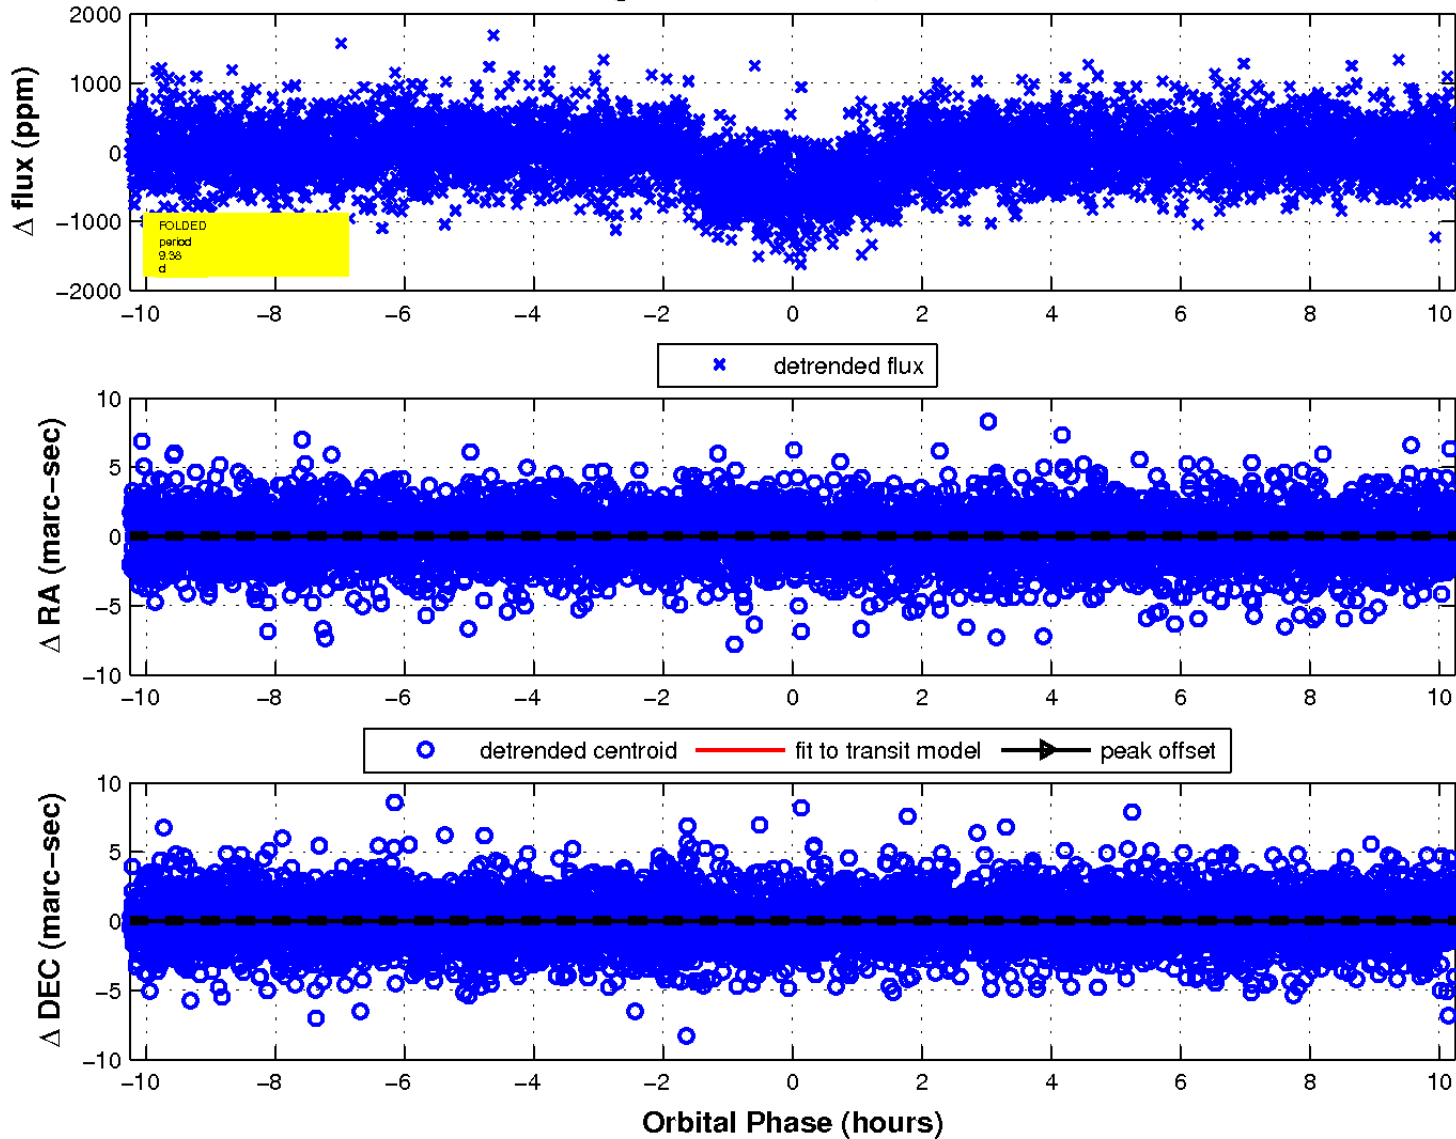 2000
1000
0
−1000
−2000
Δ flux (ppm)
FOLDED
period
9.38
d
−10 −8 −6 −4 −2 0 2 4 6 8 10
detrended flux
10
5
0
−5
−10
Δ RA (marc−sec)
−10 −8 −6 −4 −2 0 2 4 6 8 10
detrended centroid fit to transit model peak offset
10
5
0
−5
−10
Δ DEC (marc−sec)
−10 −8 −6 −4 −2 0 2 4 6 8 10
Orbital Phase (hours)